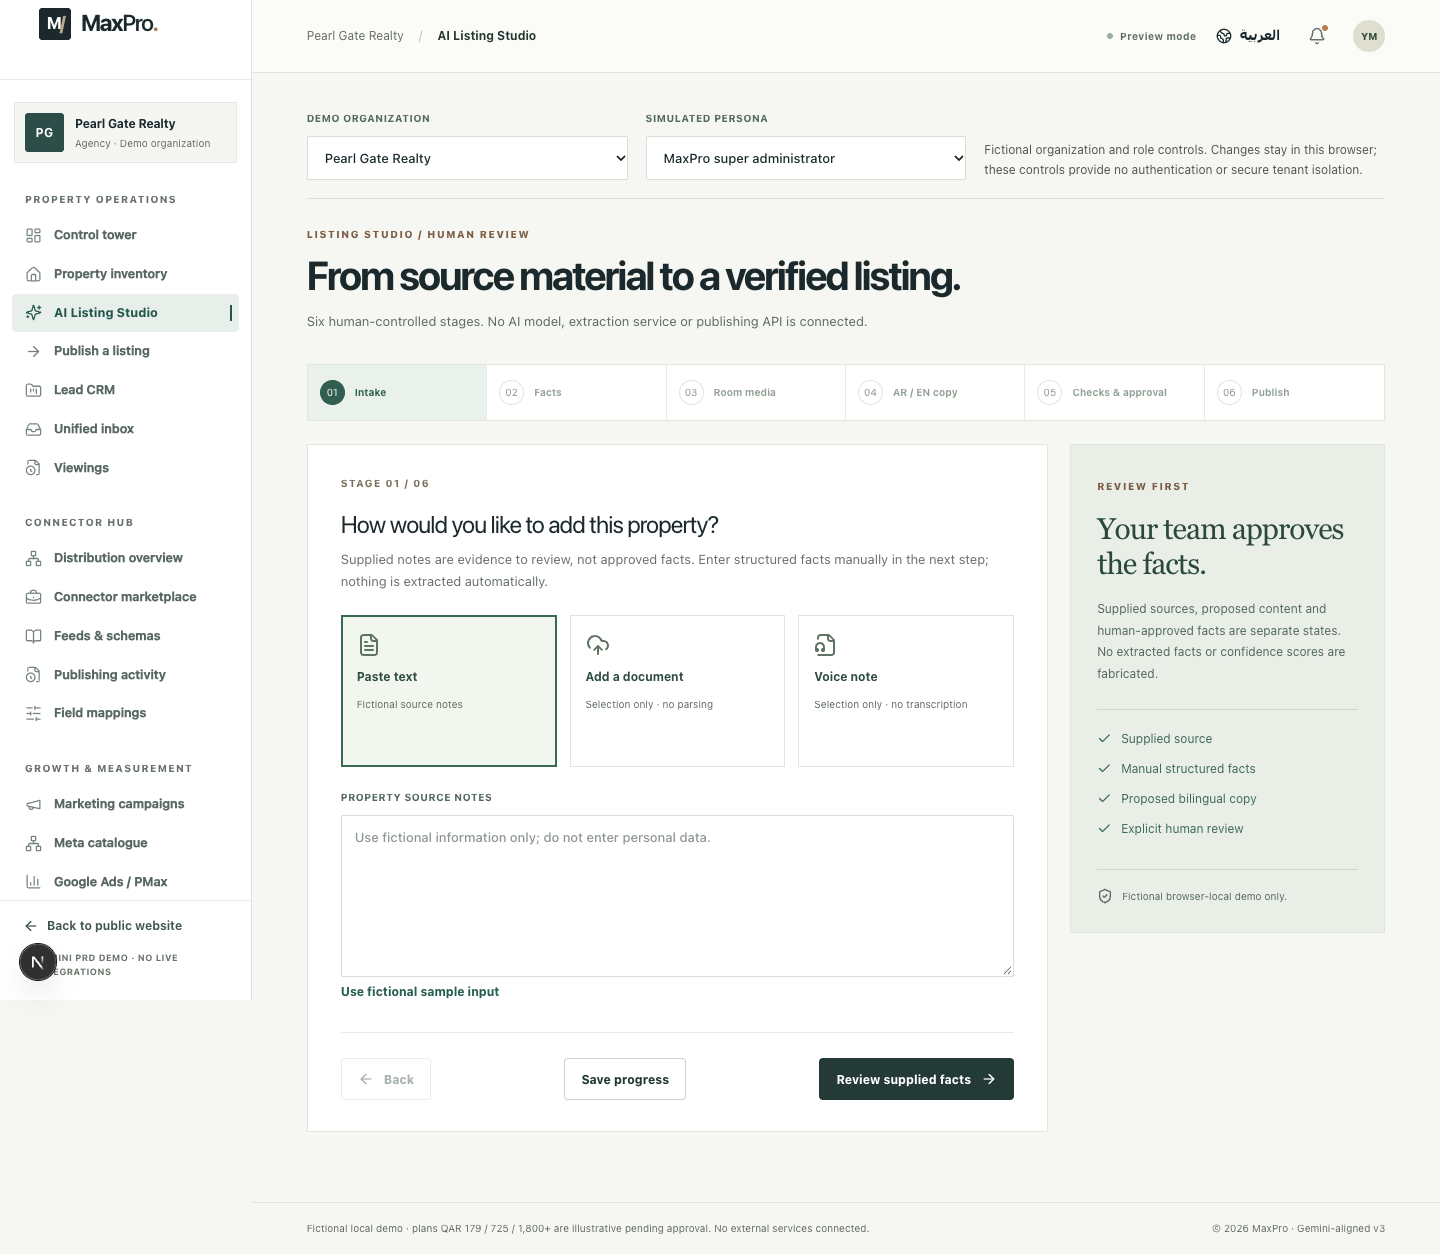 M/ MaxPro.
Pearl Gate Realty / AI Listing Studio
Preview mode
العربية
YM
PG
Pearl Gate Realty
Agency · Demo organization
PROPERTY OPERATIONS
Control tower
Property inventory
AI Listing Studio
Publish a listing
Lead CRM
Unified inbox
Viewings
CONNECTOR HUB
Distribution overview
Connector marketplace
Feeds & schemas
Publishing activity
Field mappings
GROWTH & MEASUREMENT
Marketing campaigns
Meta catalogue
Google Ads / PMax
Back to public website
N
INI PRD DEMO · NO LIVE
EGRATIONS
DEMO ORGANIZATION
Pearl Gate Realty
SIMULATED PERSONA
MaxPro super administrator
Fictional organization and role controls. Changes stay in this browser;
these controls provide no authentication or secure tenant isolation.
LISTING STUDIO / HUMAN REVIEW
From source material to a verified listing.
Six human-controlled stages. No AI model, extraction service or publishing API is connected.
01 Intake
02 Facts
03 Room media
04 AR / EN copy
05 Checks & approval
06 Publish
STAGE 01 / 06
How would you like to add this property?
Supplied notes are evidence to review, not approved facts. Enter structured facts manually in the next step;
nothing is extracted automatically.
Paste text
Fictional source notes
Add a document
Selection only · no parsing
Voice note
Selection only · no transcription
PROPERTY SOURCE NOTES
Use fictional information only; do not enter personal data.
Use fictional sample input
Back
Save progress
Review supplied facts
REVIEW FIRST
Your team approves
the facts.
Supplied sources, proposed content and
human-approved facts are separate states.
No extracted facts or confidence scores are
fabricated.
Supplied source
Manual structured facts
Proposed bilingual copy
Explicit human review
Fictional browser-local demo only.
Fictional local demo · plans QAR 179 / 725 / 1,800+ are illustrative pending approval. No external services connected.
© 2026 MaxPro · Gemini-aligned v3